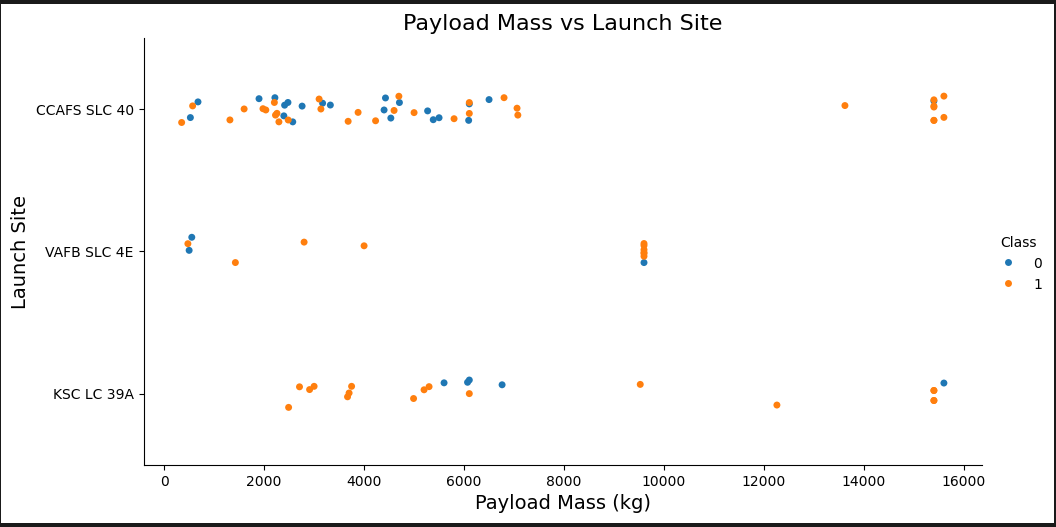 Payload Mass vs Launch Site
Launch Site
CCAFS SLC 40
VAFB SLC 4E
KSC LC 39A
Class
0
1
0 2000 4000 6000 8000 10000 12000 14000 16000
Payload Mass (kg)